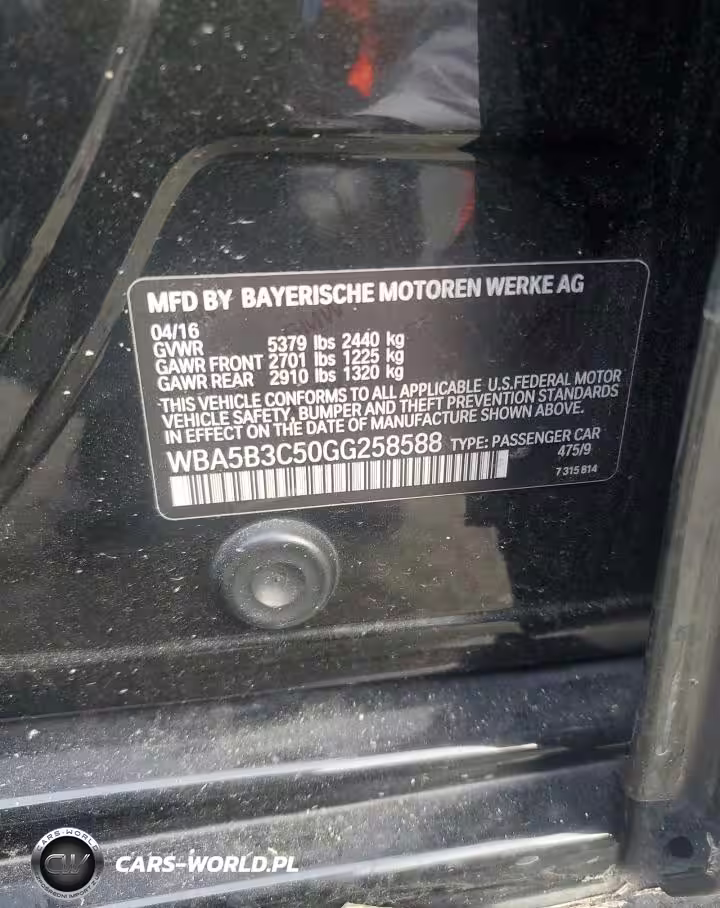 MFD BY BAYERISCHE MOTOREN WERKE AG
04/16
GVWR 5379 lbs 2440 kg
GAWR FRONT 2701 lbs 1225 kg
GAWR REAR 2910 lbs 1320 kg
THIS VEHICLE CONFORMS TO ALL APPLICABLE U.S.FEDERAL MOTOR
VEHICLE SAFETY, BUMPER AND THEFT PREVENTION STANDARDS
IN EFFECT ON THE DATE OF MANUFACTURE SHOWN ABOVE.
WBA5B3C50GG258588 TYPE: PASSENGER CAR
475/9
7 315 814
CARS-WORLD
CW
CARS-WORLD.PL